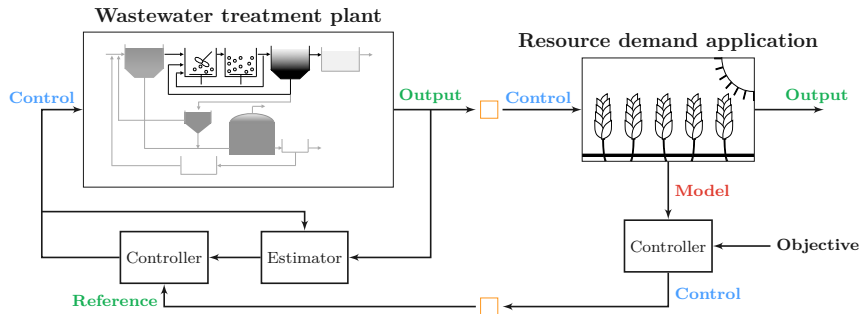 Wastewater treatment plant
Resource demand application
Control
Output
Control
Output
Model
Controller
Estimator
Controller
Objective
Reference
Control